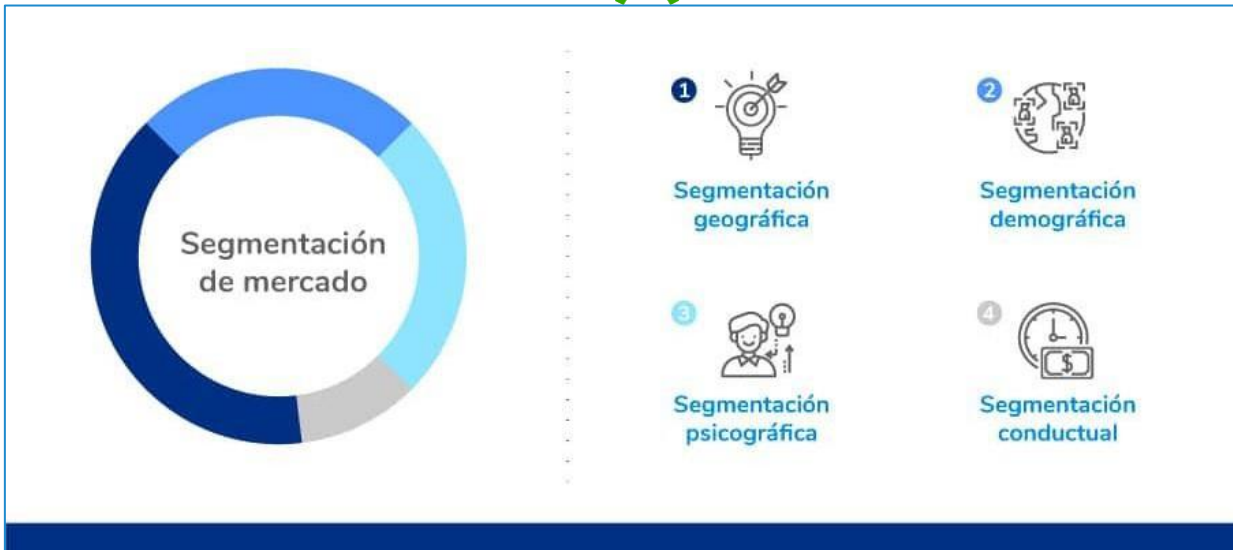 Segmentación
de mercado
1
Segmentación
geográfica
2
Segmentación
demográfica
3
Segmentación
psicográfica
4
$
Segmentación
conductual